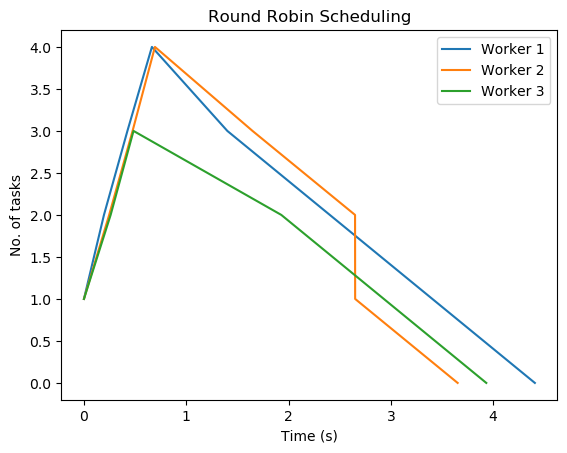 Round Robin Scheduling
Worker 1
Worker 2
Worker 3
No. of tasks
4.0
3.5
3.0
2.5
2.0
1.5
1.0
0.5
0.0
0 1 2 3 4
Time (s)